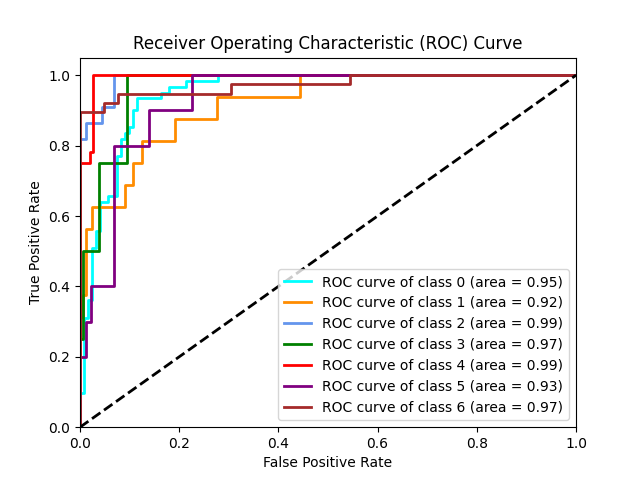 Receiver Operating Characteristic (ROC) Curve
1.0
0.8
0.6
0.4
0.2
0.0
True Positive Rate
ROC curve of class 0 (area = 0.95)
ROC curve of class 1 (area = 0.92)
ROC curve of class 2 (area = 0.99)
ROC curve of class 3 (area = 0.97)
ROC curve of class 4 (area = 0.99)
ROC curve of class 5 (area = 0.93)
ROC curve of class 6 (area = 0.97)
0.0 0.2 0.4 0.6 0.8 1.0
False Positive Rate